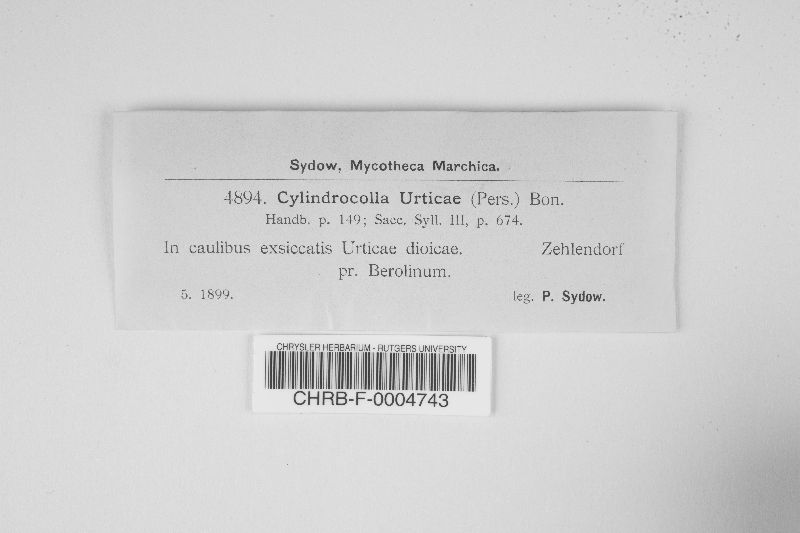 Sydow, Mycotheca Marchica.
4894. Cylindrocolla Urticae (Pers.) Bon.
Handb. p. 149; Sacc. Syll. III, p. 674.
In caulibus exsiccatis Urticae dioicae. Zehlendorf
pr. Berolinum.
5. 1899. leg. P. Sydow.
CHRYSLER HERBARIUM - RUTGERS UNIVERSITY
CHRB-F-0004743